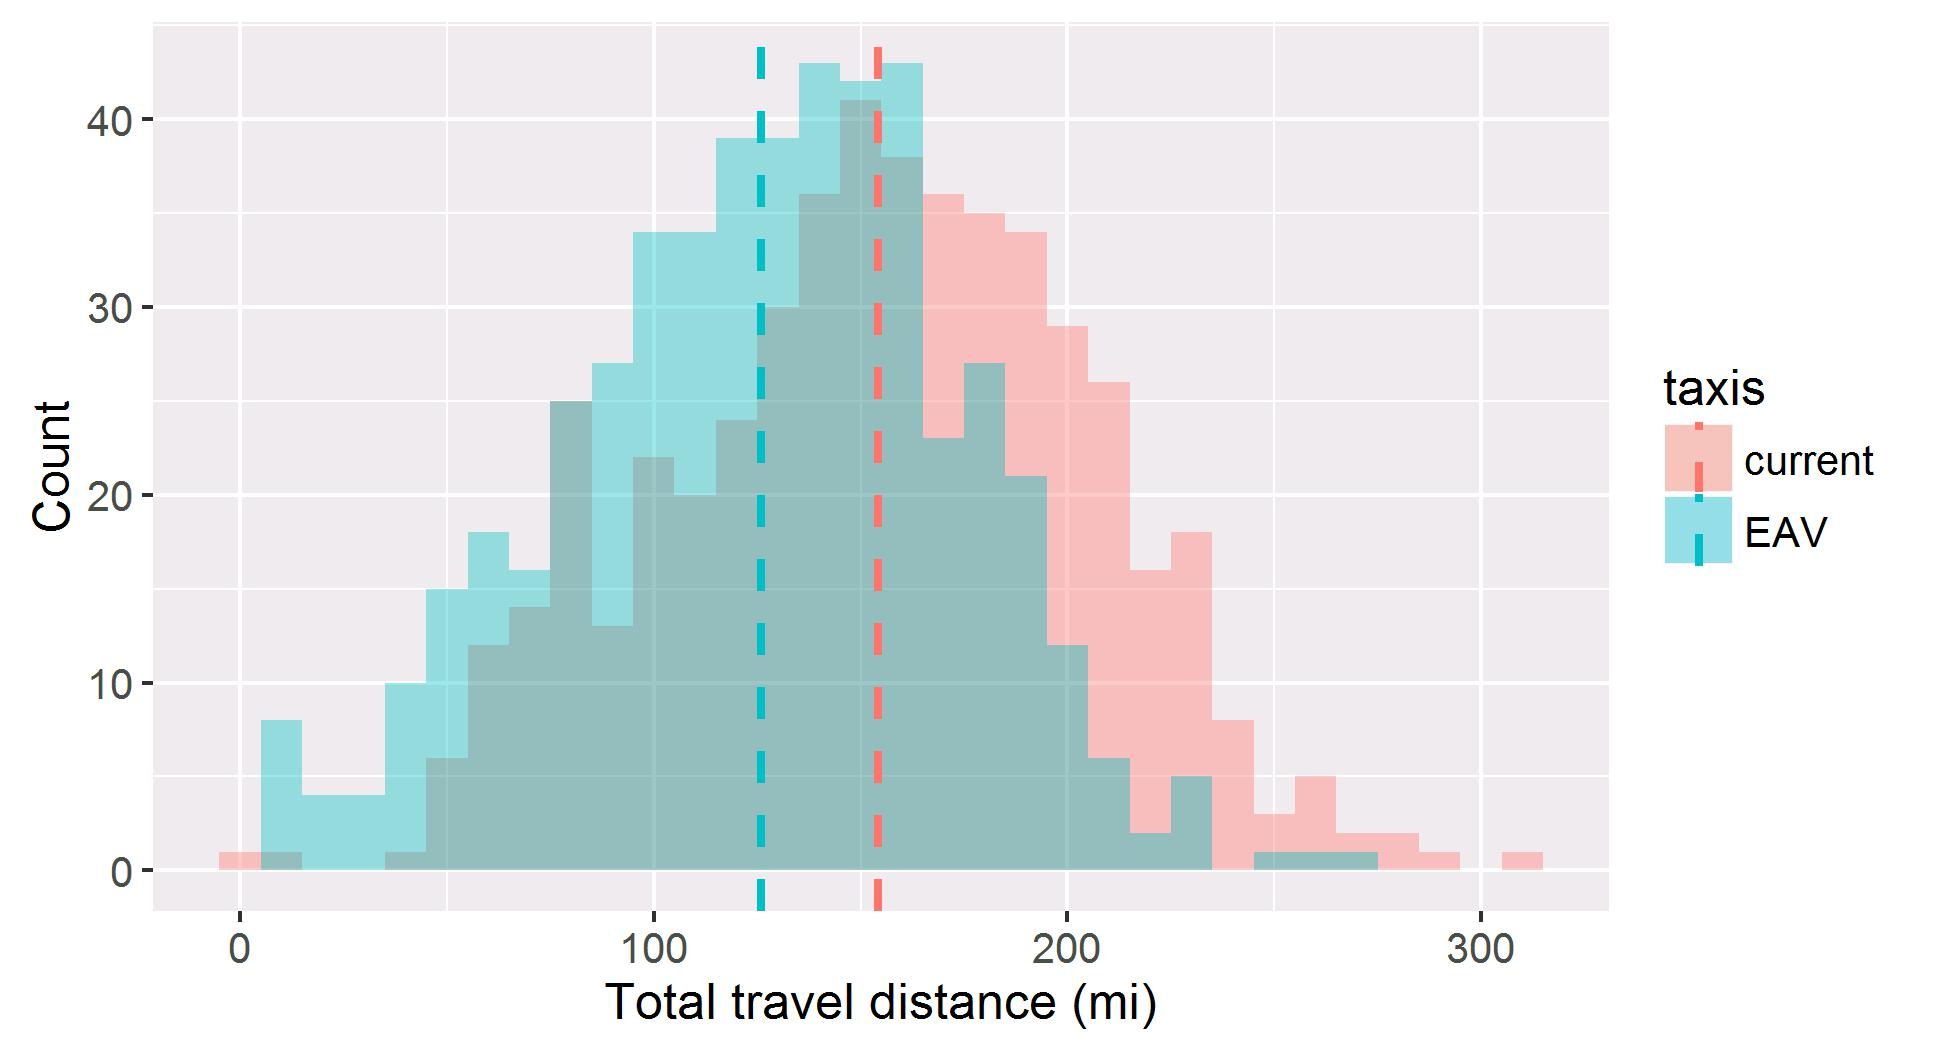 40
30
20
10
0
Count
0 100 200 300
Total travel distance (mi)
taxis
current
EAV